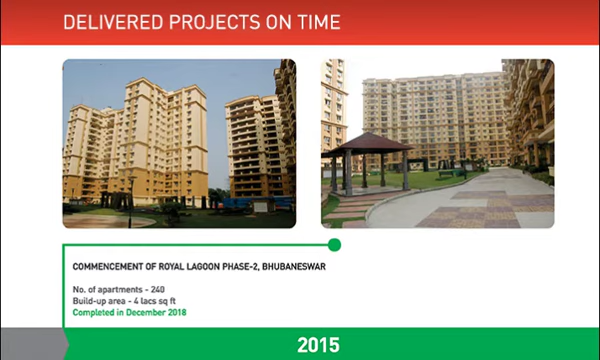 DELIVERED PROJECTS ON TIME
COMMENCEMENT OF ROYAL LAGOON PHASE-2, BHUBANESWAR
No. of apartments - 240
Build-up area - 4 lacs sq ft
Completed in December 2018
2015